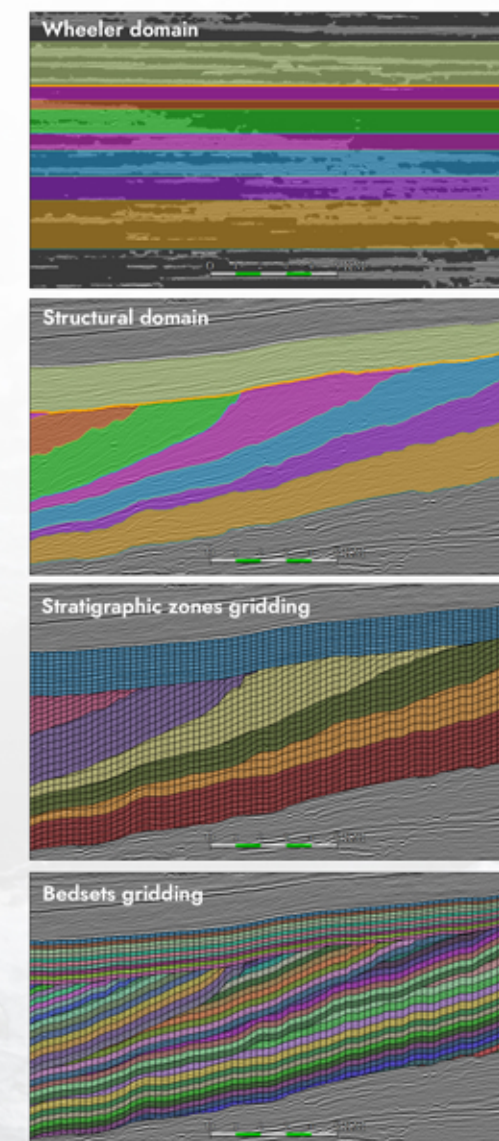 Wheeler domain
Structural domain
Stratigraphic zones gridding
Bedsets gridding